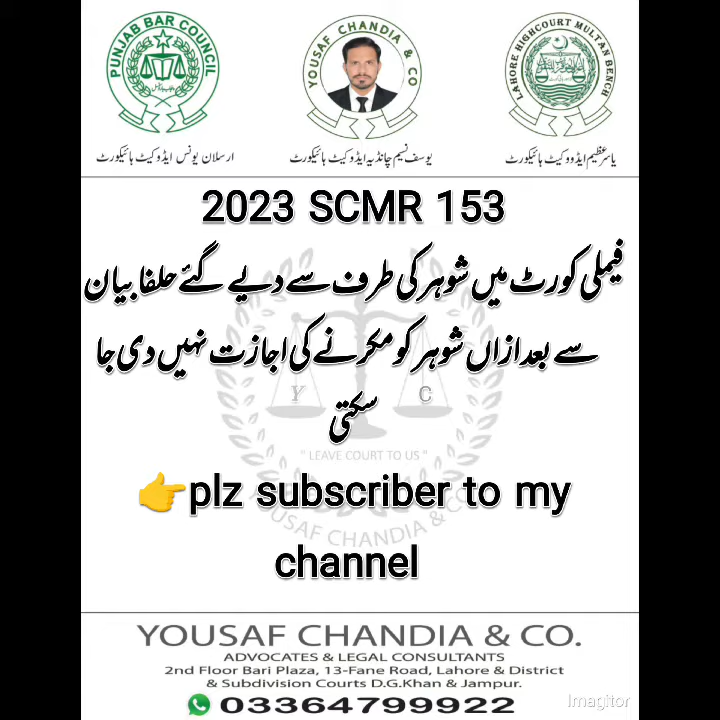 PUNJAB BAR COUNCIL
YOUSAF CHANDIA & CO
LAHORE HIGHCOURT MULTAN BENCH
ارسلان یونس ایڈوکیٹ ہائیکورٹ
یوسف نسیم چانڈیہ ایڈوکیٹ ہائیکورٹ
یاسر عظیم ایڈووکیٹ ہائیکورٹ
2023 SCMR 153
فیملی کورٹ میں شوہر کی طرف سے دیے گئے حلفا بیان
سے بعد ازاں شوہر کو مکرنے کی اجازت نہیں دی جا
سکتی
Y C
" LEAVE COURT TO US "
👉plz subscriber to my
channel
YOUSAF CHANDIA & CO
YOUSAF CHANDIA & CO.
ADVOCATES & LEGAL CONSULTANTS
2nd Floor Bari Plaza, 13-Fane Road, Lahore & District
& Subdivision Courts D.G.Khan & Jampur.
03364799922
Imagitor